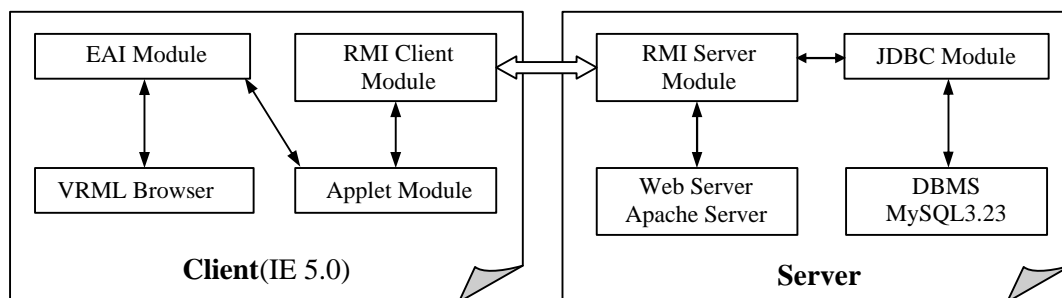 EAI Module
RMI Client
Module
VRML Browser
Applet Module
Client(IE 5.0)
RMI Server
Module
JDBC Module
Web Server
Apache Server
DBMS
MySQL3.23
Server